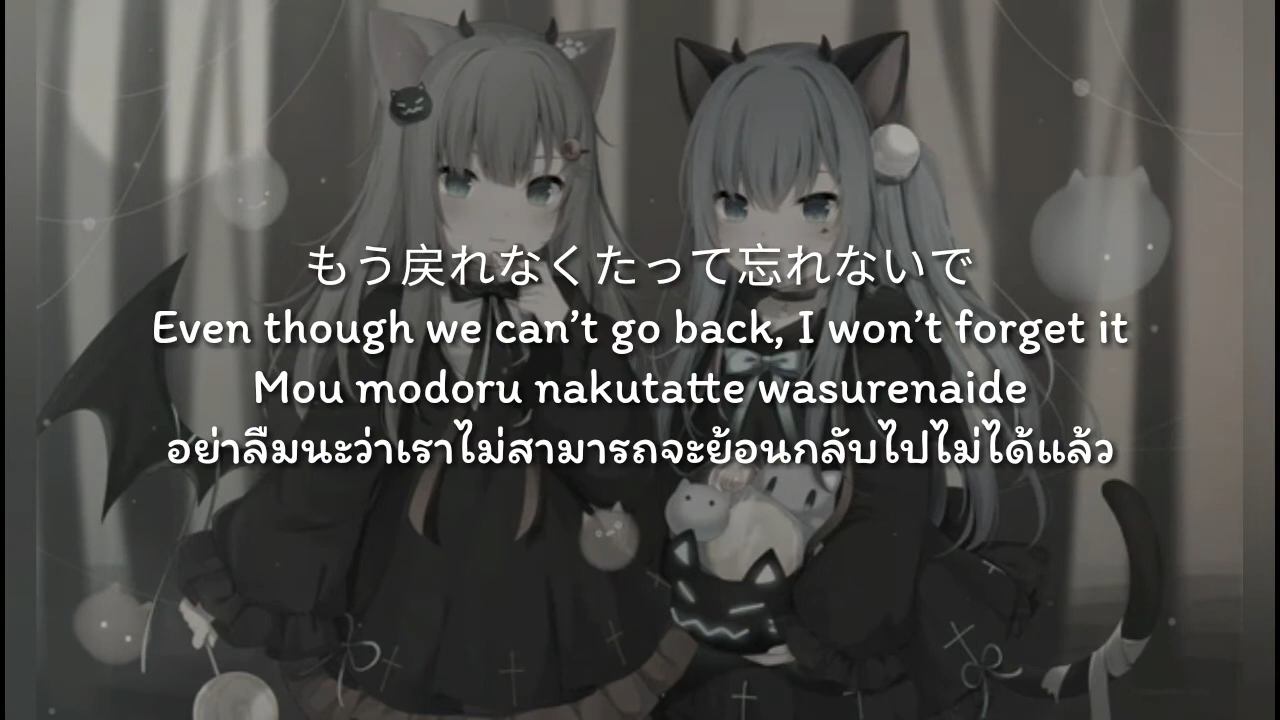 もう戻れなくたって忘れないで
Even though we can’t go back, I won’t forget it
Mou modoru nakutatte wasurenaide
อย่าลืมนะว่าเราไม่สามารถจะย้อนกลับไปไม่ได้แล้ว